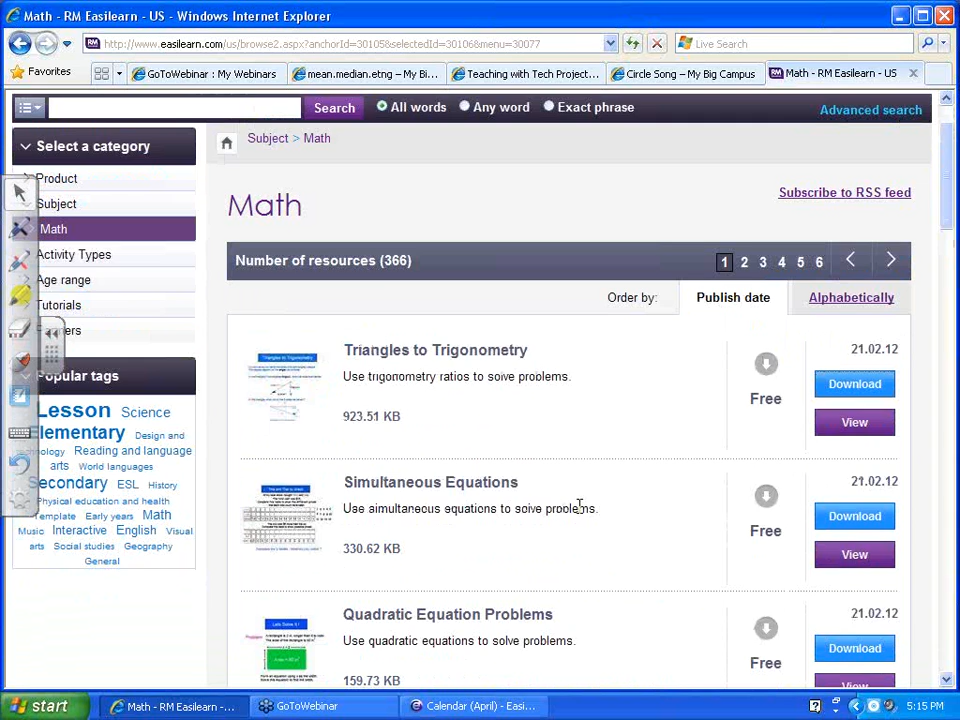 Math - RM Easilearn - US - Windows Internet Explorer
http://www.easilearn.com/us/browse2.aspx?anchorId=30105&selectedId=30106&menu=30077
Live Search
Favorites
GoToWebinar : My Webinars
mean.median.etng — My Bi...
Teaching with Tech Project...
Circle Song — My Big Campus
Math - RM Easilearn - US
Search
All words
Any word
Exact phrase
Advanced search
Select a category
Product
Subject
Math
Activity Types
Age range
Tutorials
Popular tags
Lesson Science
Elementary Design and
Reading and language
arts World languages
Secondary ESL History
Physical education and health
Template Early years Math
Music Interactive English Visual
arts Social studies Geography
General
Subject > Math
Math
Subscribe to RSS feed
Number of resources (366)
1 2 3 4 5 6
Order by:
Publish date
Alphabetically
Triangles to Trigonometry
Use trigonometry ratios to solve problems.
923.51 KB
Free
21.02.12
Download
View
Simultaneous Equations
Use aimultaneous equations to soive problems.
330.62 KB
Free
21.02.12
Download
View
Quadratic Equation Problems
Use quadratic equations to solve problems.
159.73 KB
Free
21.02.12
Download
View
start
Math - RM Easilearn -...
GoToWebinar
Calendar (April) - Easi...
5:15 PM